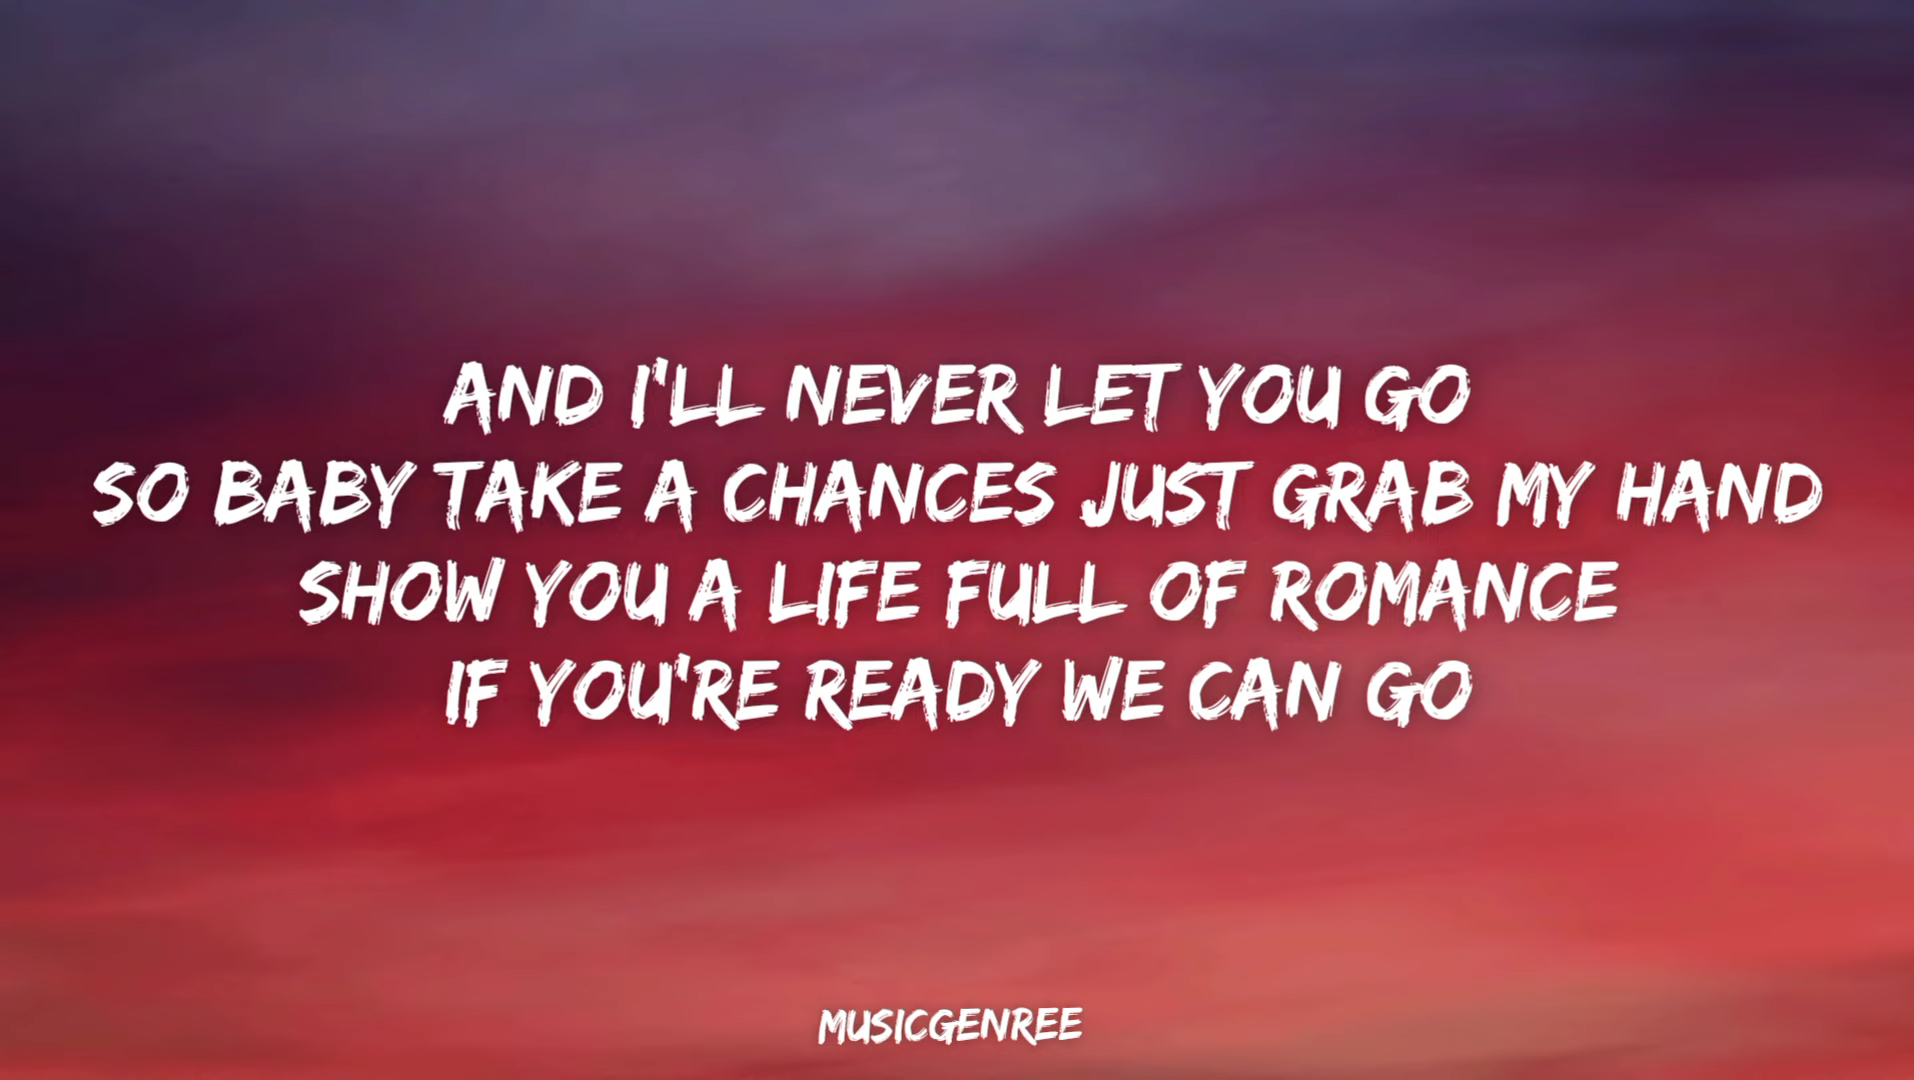 AND I'LL NEVER LET YOU GO
SO BABY TAKE A CHANCES JUST GRAB MY HAND
SHOW YOU A LIFE FULL OF ROMANCE
IF YOU'RE READY WE CAN GO
MUSICGENREE